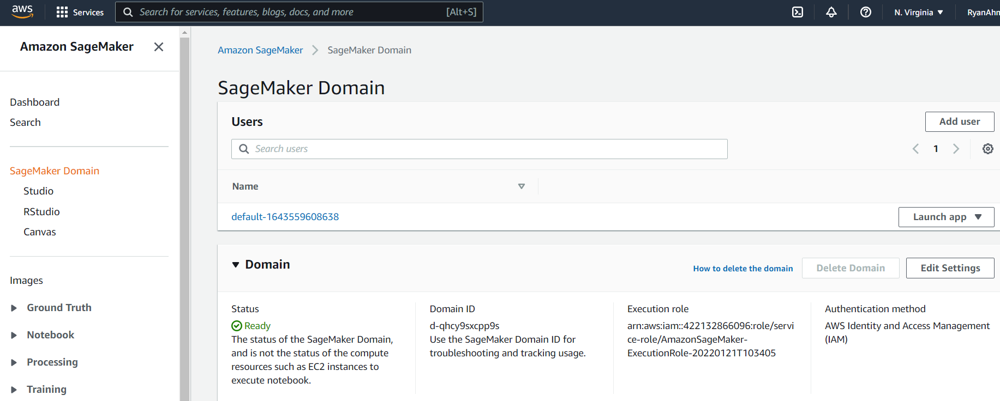 aws
Services
Search for services, features, blogs, docs, and more
[Alt+S]
N. Virginia
Amazon SageMaker
Dashboard
Search
SageMaker Domain
Studio
RStudio
Canvas
Images
Ground Truth
Notebook
Processing
Training
Amazon SageMaker
SageMaker Domain
SageMaker Domain
Users
Add user
Search users
1
Name
default-1643559608638
Launch app
Domain
How to delete the domain
Delete Domain
Edit Settings
Status
Ready
The status of the SageMaker Domain,
and is not the status of the compute
resources such as EC2 instances to
execute notebook.
Domain ID
d-qhcy9sxcpp9s
Use the SageMaker Domain ID for
troubleshooting and tracking usage.
Execution role
arn:aws:iam::422132866096:role/servi
ce-role/AmazonSageMaker-
ExecutionRole-20220121T103405
Authentication method
AWS Identity and Access Management
(IAM)